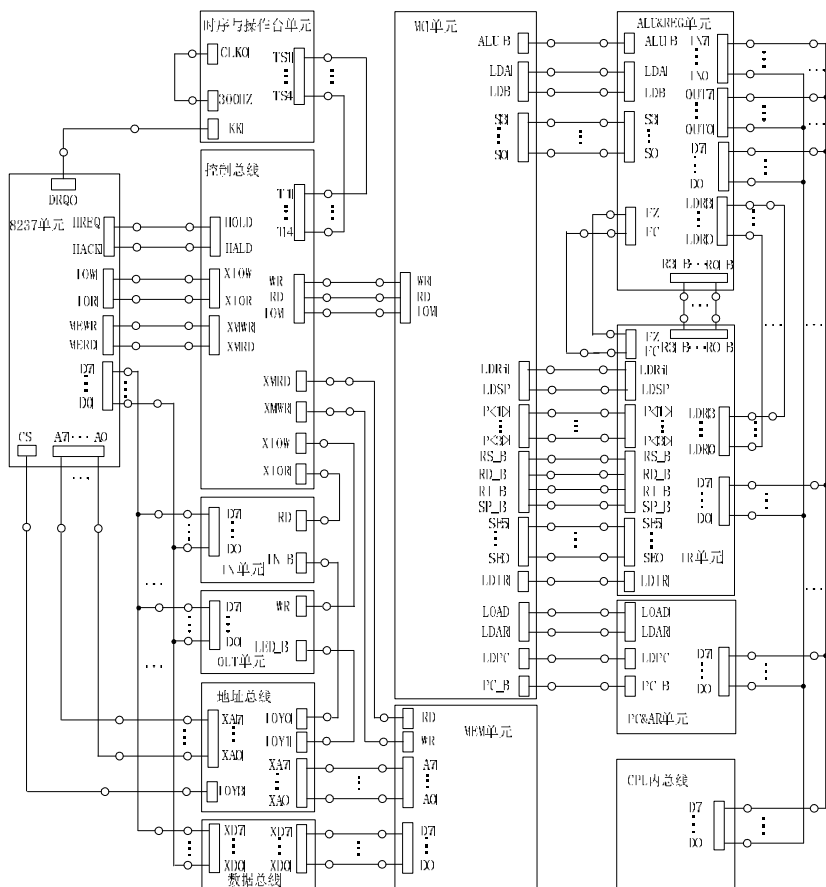 时序与操作台单元
CLK0
300HZ
KK1
TS1
TS4
控制总线
T1
T4
HOLD
HALD
XIOW
XIOR
XMWR
XMRD
WR
RD
IOM
XMRD
XMWR
XIOW
XIOR
DRQ0
8237单元
HREQ
HACK
IOW
IOR
MEWR
MERD
D7
D0
CS
A7 ··· A0
D7
D0
RD
IN_B
IN单元
D7
D0
WR
LED_B
OUT单元
地址总线
XA7
XA0
IOY0
IOY1
IOY3
XA7
XA0
XD7
XD0
XD7
XD0
数据总线
MC单元
ALU_B
LDA
LDB
S3
S0
WR
RD
IOM
LDRi
LDSP
P<1>
P<3>
RS_B
RD_B
RI_B
SP_B
SE5
SE0
LDIR
LOAD
LDAR
LDPC
PC_B
MEM单元
RD
WR
A7
A0
D7
D0
ALU&REG单元
ALU_B
LDA
LDB
S3
S0
FZ
FC
IN7
IN0
OUT7
OUT0
D7
D0
LDR3
LDR0
R3_B ··· R0_B
FZ
FC
R3_B ··· R0_B
LDRi
LDSP
P<1>
P<3>
RS_B
RD_B
RI_B
SP_B
SE5
SE0
LDIR
LDR3
LDR0
D7
D0
IR单元
LOAD
LDAR
LDPC
PC_B
D7
D0
PC&AR单元
CPU内总线
D7
D0